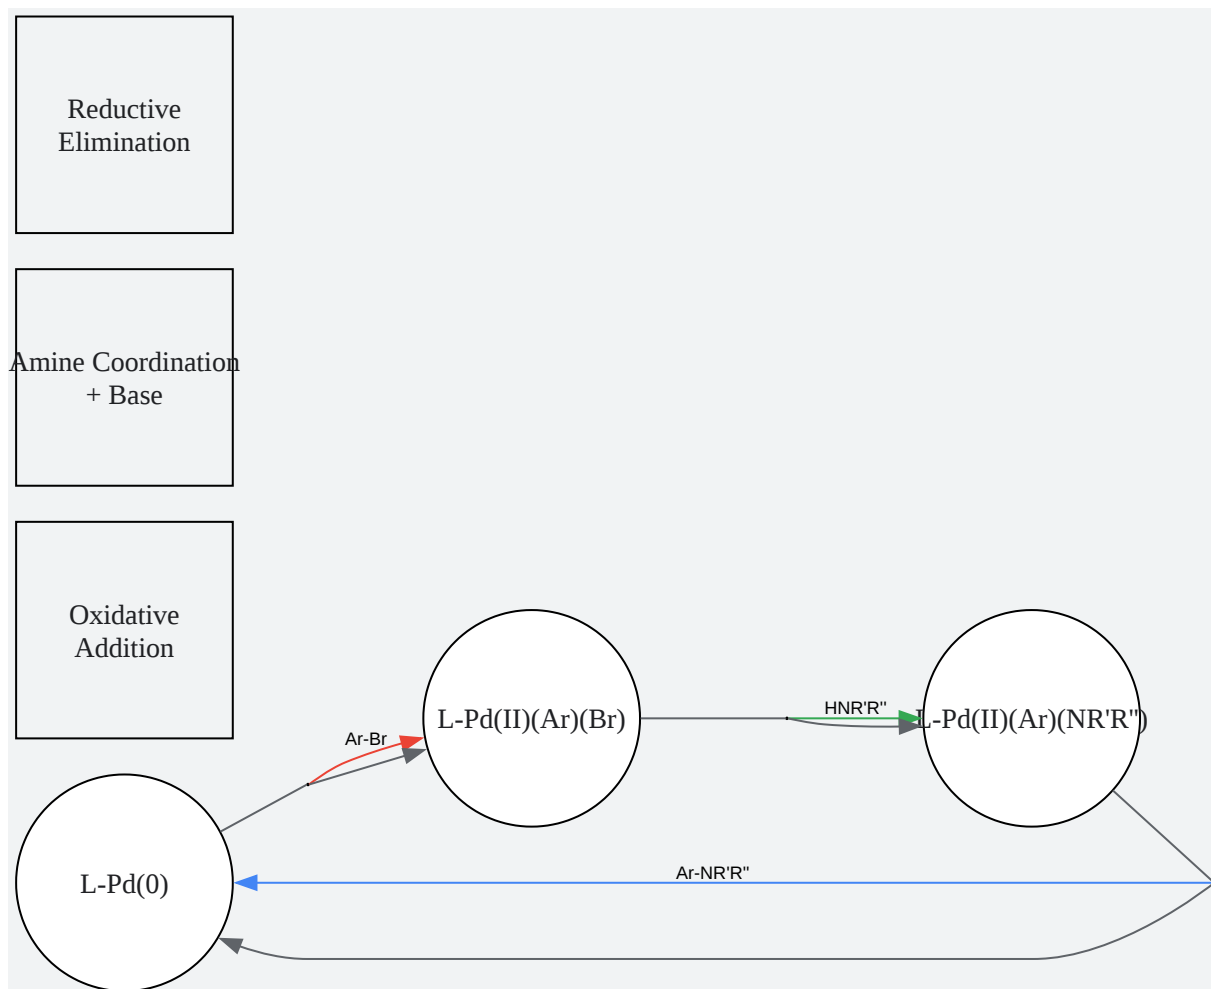 Reductive
Elimination
Amine Coordination
+ Base
Oxidative
Addition
L-Pd(II)(Ar)(Br)
HNR'R''
L-Pd(II)(Ar)(NR'R'')
Ar-Br
Ar-NR'R''
L-Pd(0)